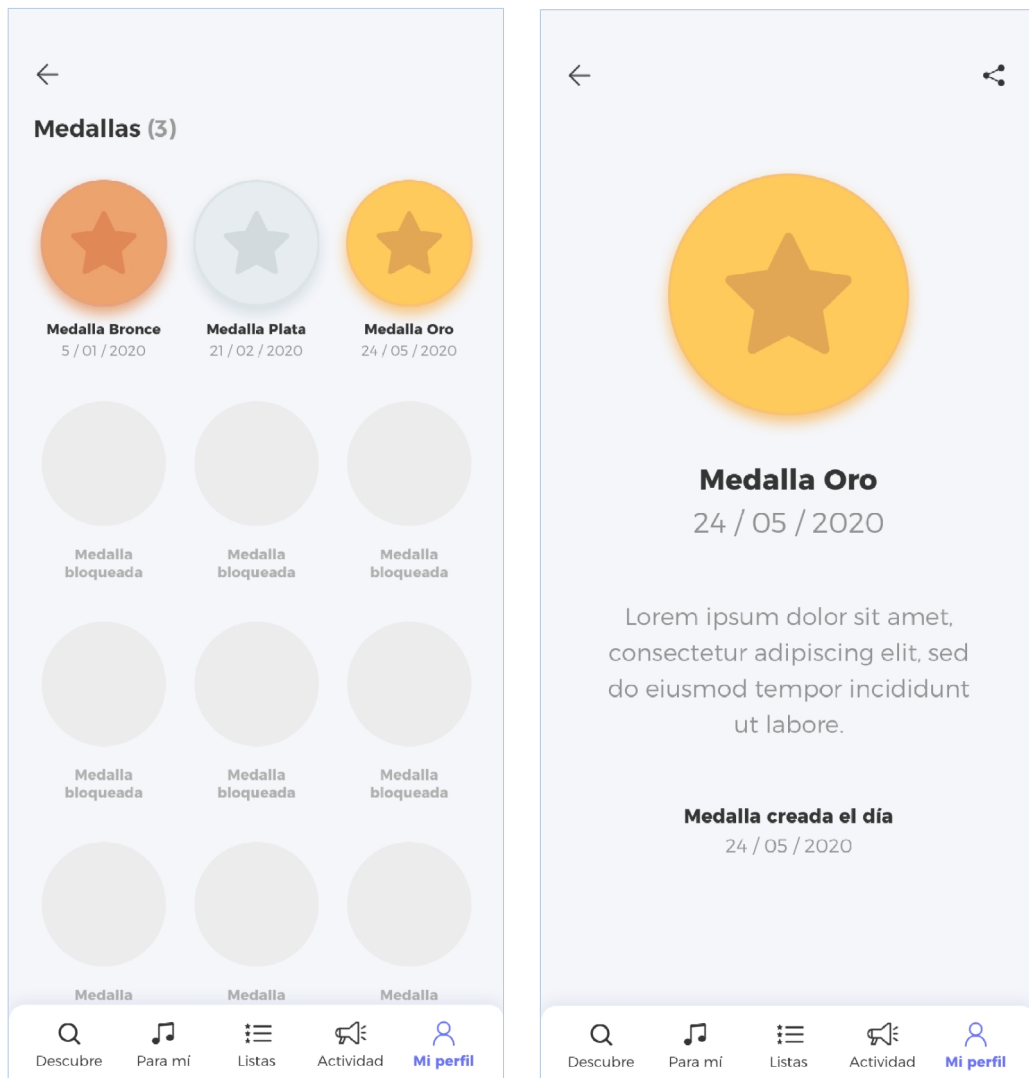 Medallas (3)
Medalla Bronce
5 / 01 / 2020
Medalla Plata
21 / 02 / 2020
Medalla Oro
24 / 05 / 2020
Medalla
bloqueada
Medalla
bloqueada
Medalla
bloqueada
Medalla
bloqueada
Medalla
bloqueada
Medalla
bloqueada
Medalla
Medalla
Medalla
Descubre
Para mí
Listas
Actividad
Mi perfil
Medalla Oro
24 / 05 / 2020
Lorem ipsum dolor sit amet,
consectetur adipiscing elit, sed
do eiusmod tempor incididunt
ut labore.
Medalla creada el día
24 / 05 / 2020
Descubre
Para mí
Listas
Actividad
Mi perfil